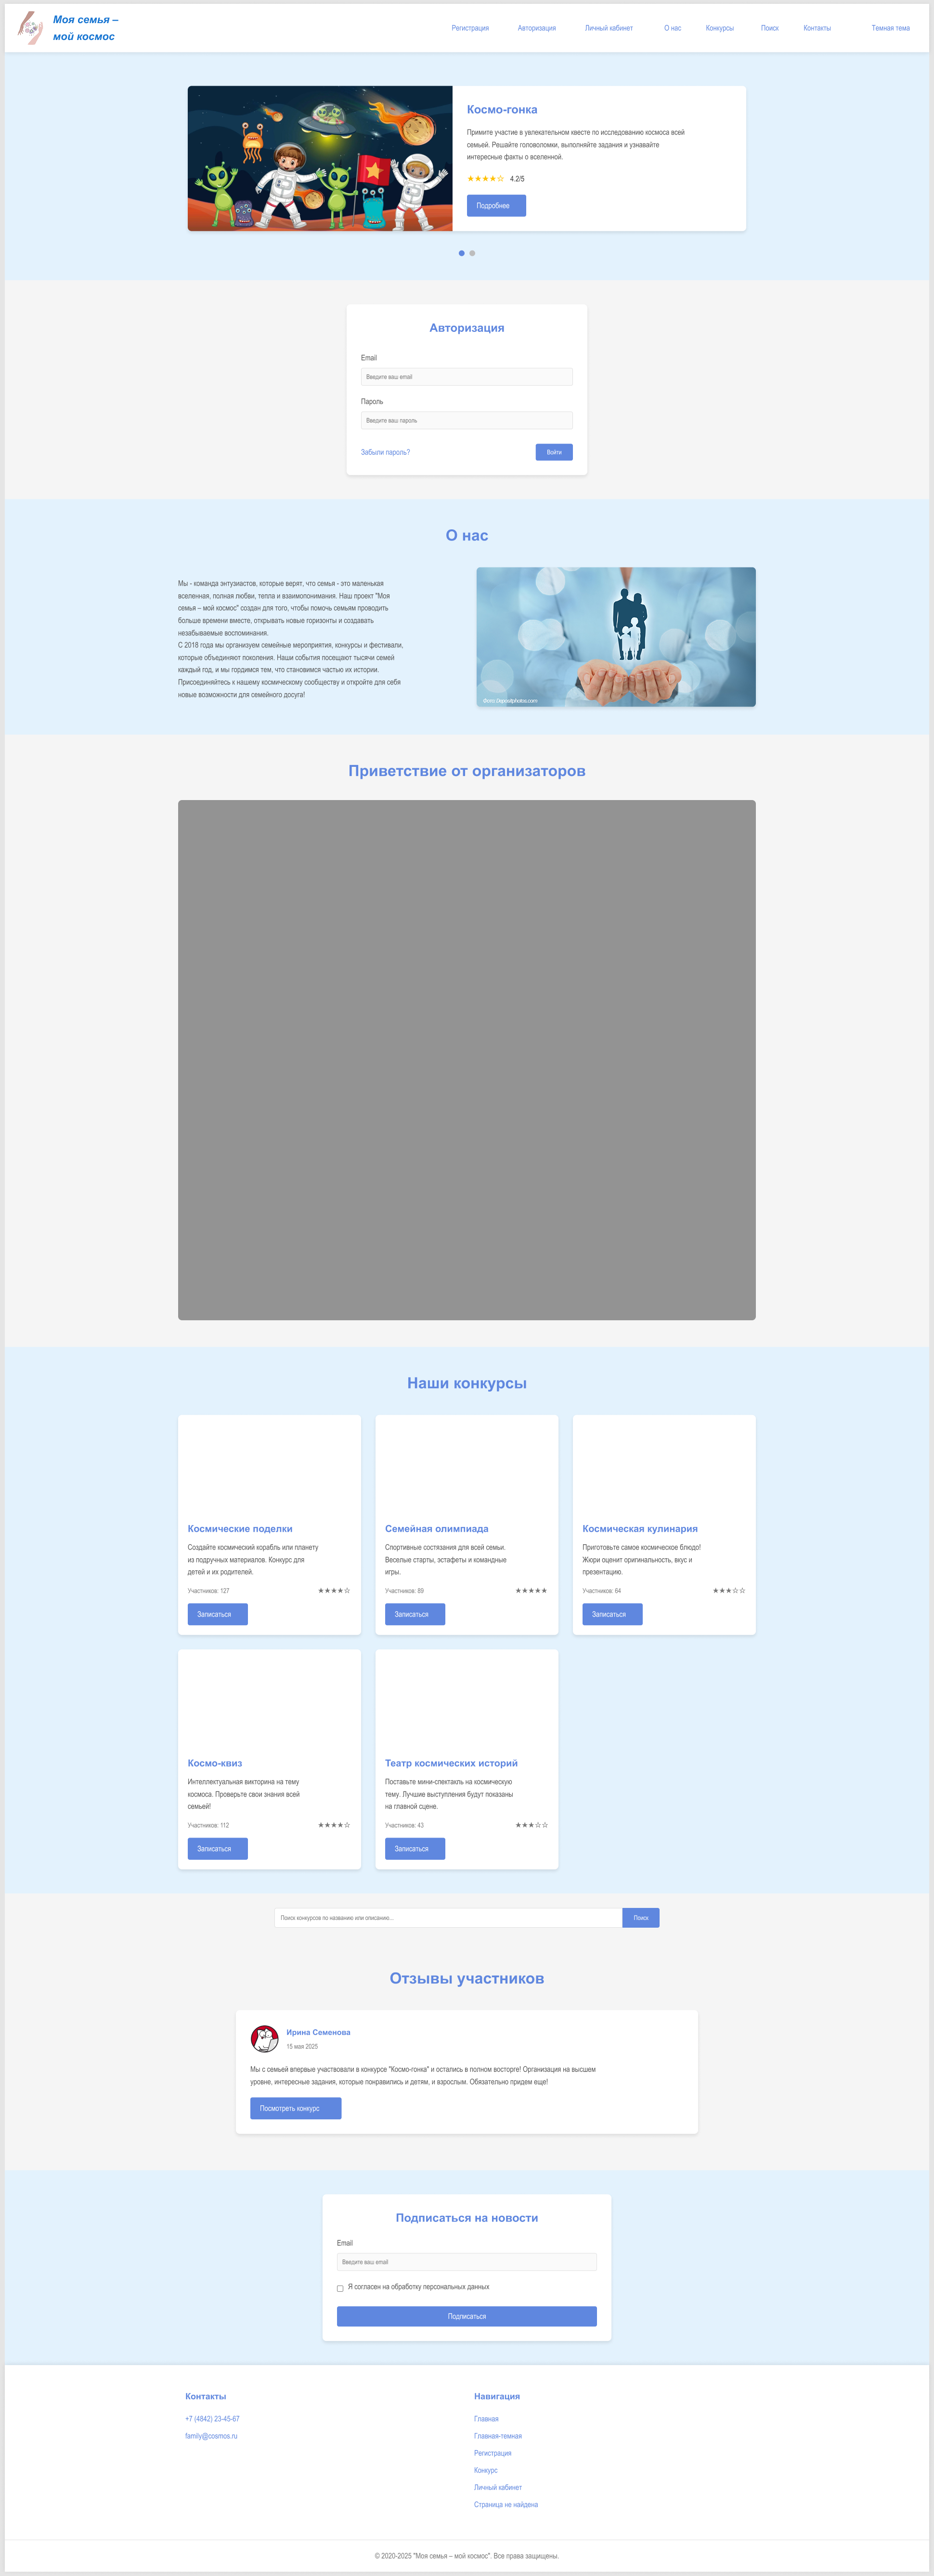 Моя семья –
мой космос
Регистрация
Авторизация
Личный кабинет
О нас
Конкурсы
Поиск
Контакты
Темная тема
Космо-гонка
Примите участие в увлекательном квесте по исследованию космоса всей
семьей. Решайте головоломки, выполняйте задания и узнавайте
интересные факты о вселенной.
★★★★☆ 4.2/5
Подробнее
Авторизация
Email
Введите ваш email
Пароль
Введите ваш пароль
Забыли пароль?
Войти
О нас
Мы - команда энтузиастов, которые верят, что семья - это маленькая
вселенная, полная любви, тепла и взаимопонимания. Наш проект "Моя
семья – мой космос" создан для того, чтобы помочь семьям проводить
больше времени вместе, открывать новые горизонты и создавать
незабываемые воспоминания.
С 2018 года мы организуем семейные мероприятия, конкурсы и фестивали,
которые объединяют поколения. Наши события посещают тысячи семей
каждый год, и мы гордимся тем, что становимся частью их истории.
Присоединяйтесь к нашему космическому сообществу и откройте для себя
новые возможности для семейного досуга!
Фото: Depositphotos.com
Приветствие от организаторов
Наши конкурсы
Космические поделки
Создайте космический корабль или планету
из подручных материалов. Конкурс для
детей и их родителей.
Участников: 127 ★★★★☆
Записаться
Семейная олимпиада
Спортивные состязания для всей семьи.
Веселые старты, эстафеты и командные
игры.
Участников: 89 ★★★★★
Записаться
Космическая кулинария
Приготовьте самое космическое блюдо!
Жюри оценит оригинальность, вкус и
презентацию.
Участников: 64 ★★★☆☆
Записаться
Космо-квиз
Интеллектуальная викторина на тему
космоса. Проверьте свои знания всей
семьей!
Участников: 112 ★★★★☆
Записаться
Театр космических историй
Поставьте мини-спектакль на космическую
тему. Лучшие выступления будут показаны
на главной сцене.
Участников: 43 ★★★☆☆
Записаться
Поиск конкурсов по названию или описанию...
Поиск
Отзывы участников
Ирина Семенова
15 мая 2025
Мы с семьей впервые участвовали в конкурсе "Космо-гонка" и остались в полном восторге! Организация на высшем
уровне, интересные задания, которые понравились и детям, и взрослым. Обязательно придем еще!
Посмотреть конкурс
Подписаться на новости
Email
Введите ваш email
Я согласен на обработку персональных данных
Подписаться
Контакты
+7 (4842) 23-45-67
family@cosmos.ru
Навигация
Главная
Главная-темная
Регистрация
Конкурс
Личный кабинет
Страница не найдена
© 2020-2025 "Моя семья – мой космос". Все права защищены.